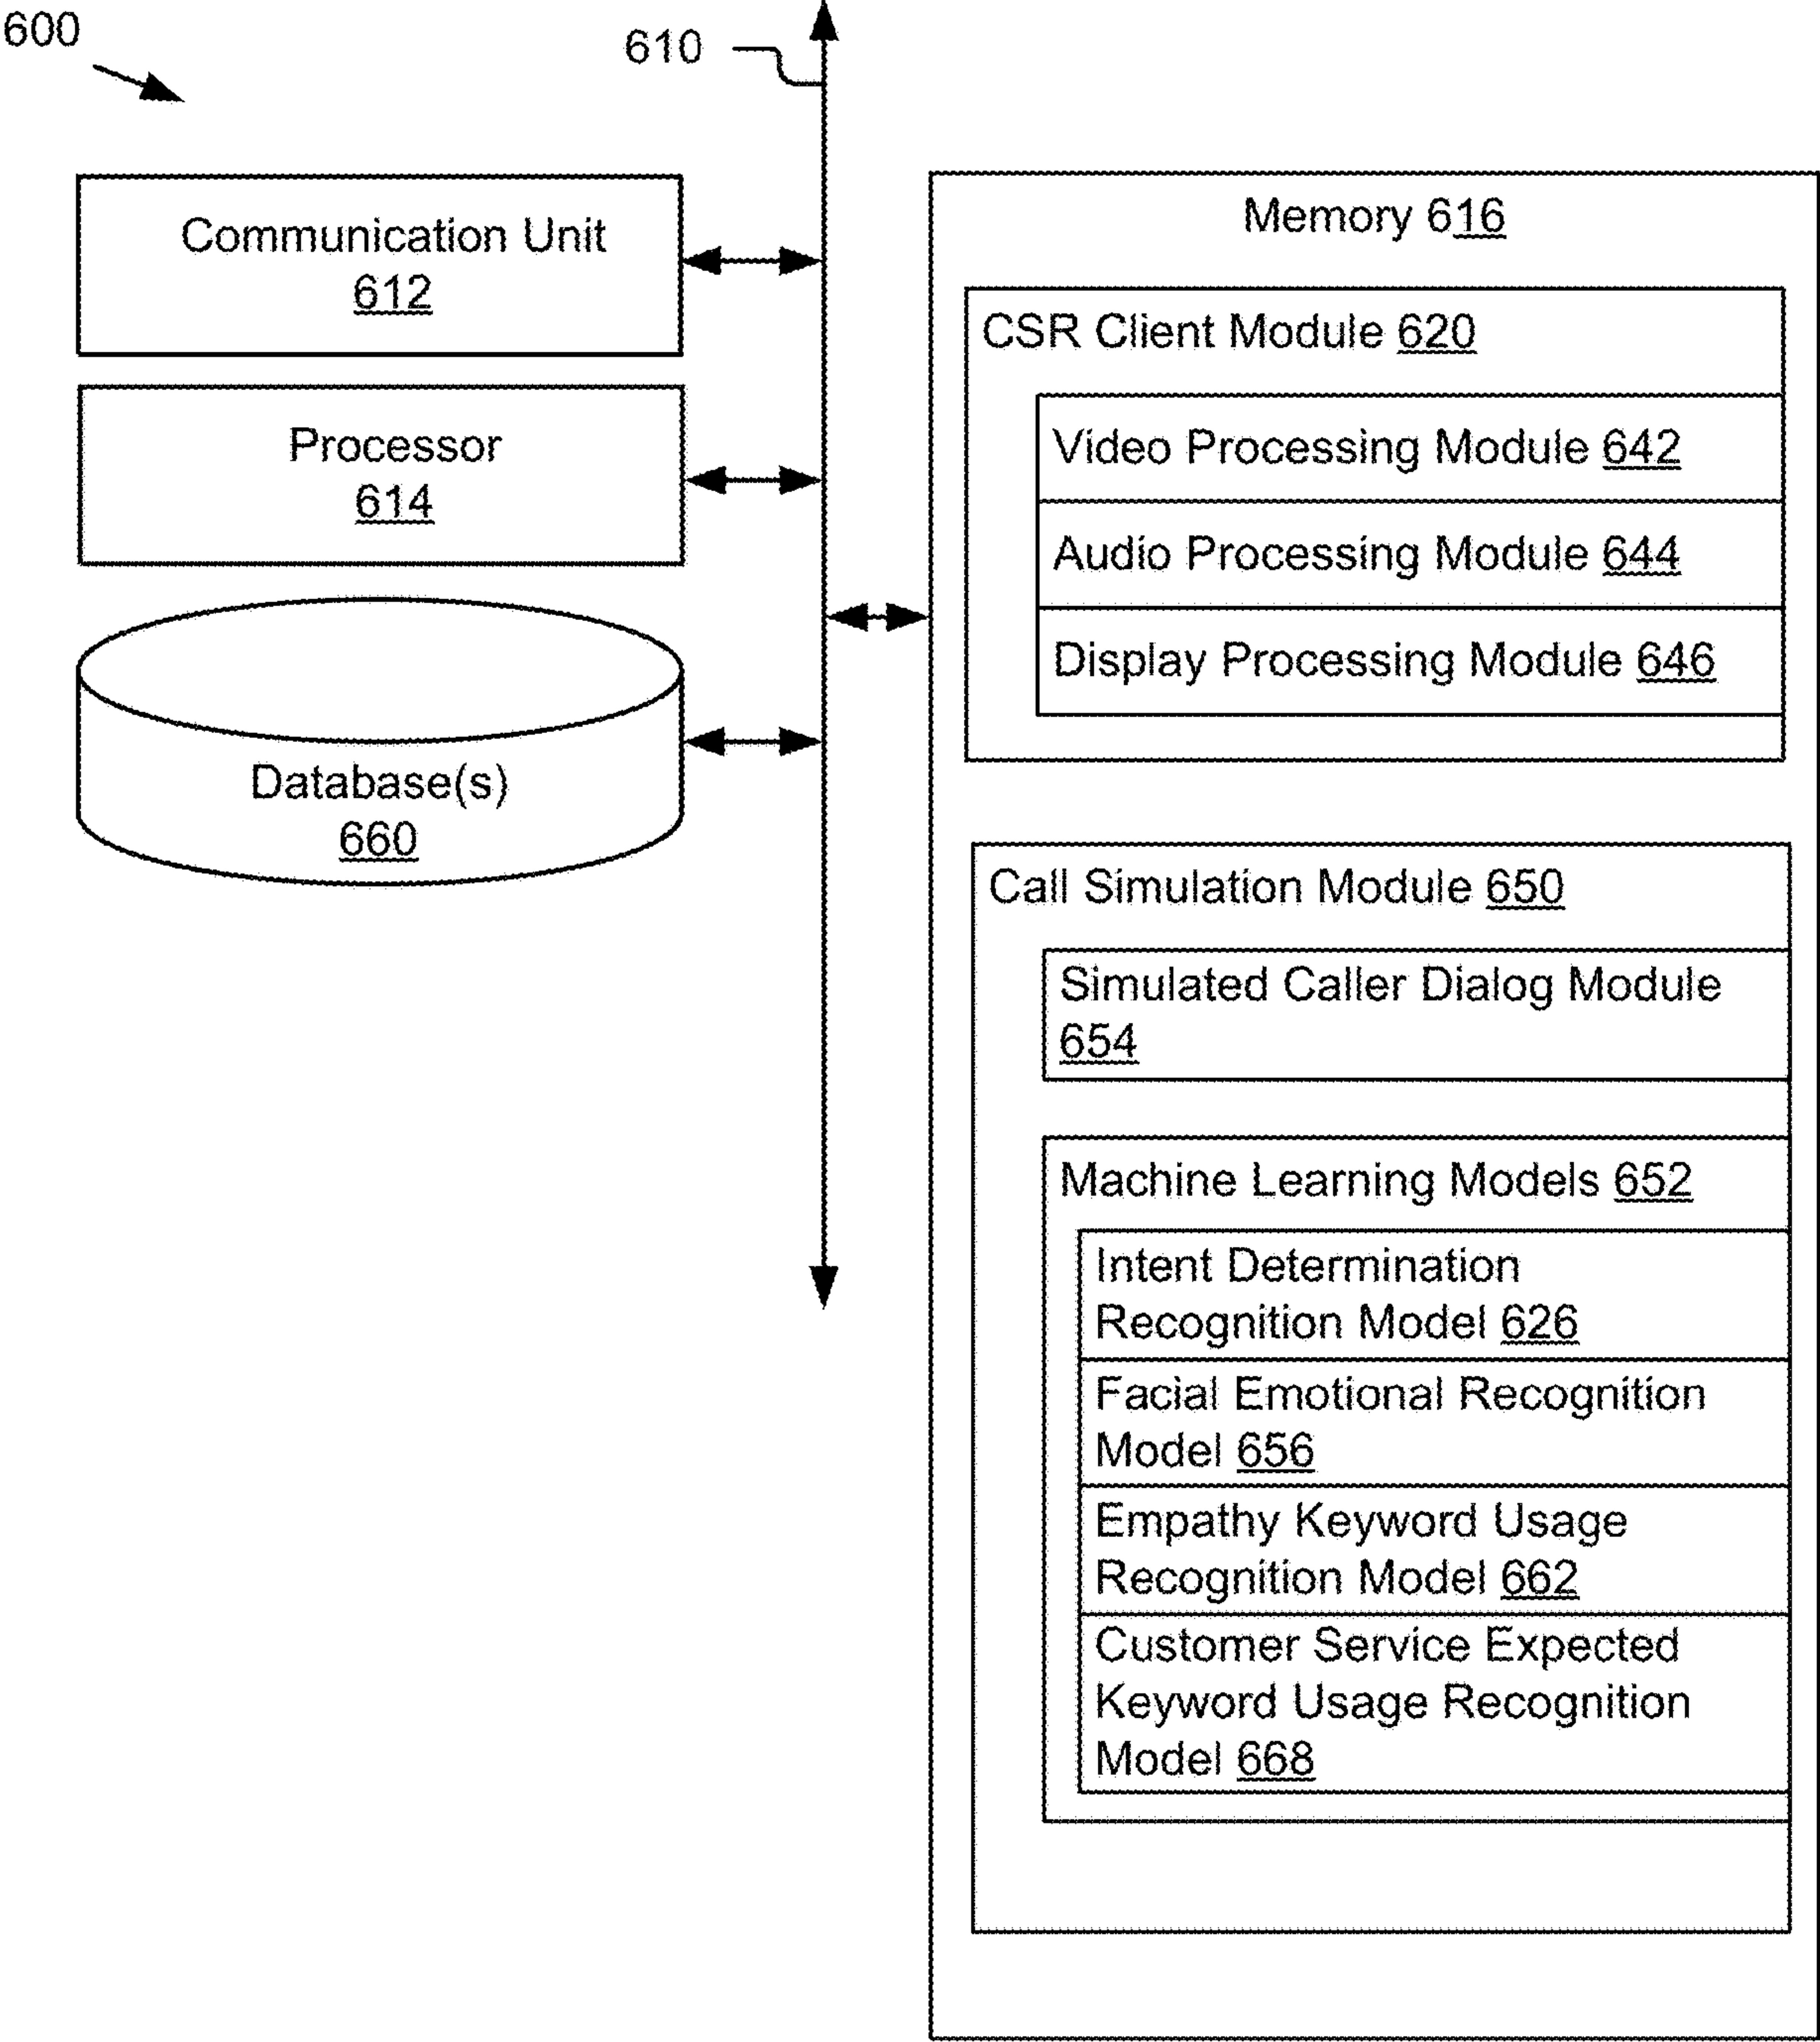 600
610
Communication Unit
612
Processor
614
Database(s)
660
Memory 616
CSR Client Module 620
Video Processing Module 642
Audio Processing Module 644
Display Processing Module 646
Call Simulation Module 650
Simulated Caller Dialog Module
654
Machine Learning Models 652
Intent Determination
Recognition Model 626
Facial Emotional Recognition
Model 656
Empathy Keyword Usage
Recognition Model 662
Customer Service Expected
Keyword Usage Recognition
Model 668